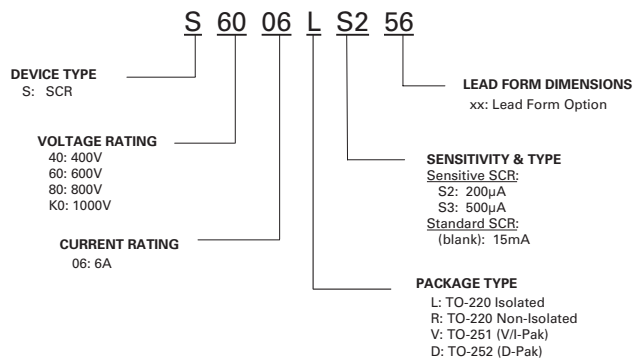 S 60 06 L S2 56
DEVICE TYPE
S: SCR
VOLTAGE RATING
40: 400V
60: 600V
80: 800V
K0: 1000V
CURRENT RATING
06: 6A
LEAD FORM DIMENSIONS
xx: Lead Form Option
SENSITIVITY & TYPE
Sensitive SCR:
S2: 200µA
S3: 500µA
Standard SCR:
(blank): 15mA
PACKAGE TYPE
L: TO-220 Isolated
R: TO-220 Non-Isolated
V: TO-251 (V/I-Pak)
D: TO-252 (D-Pak)